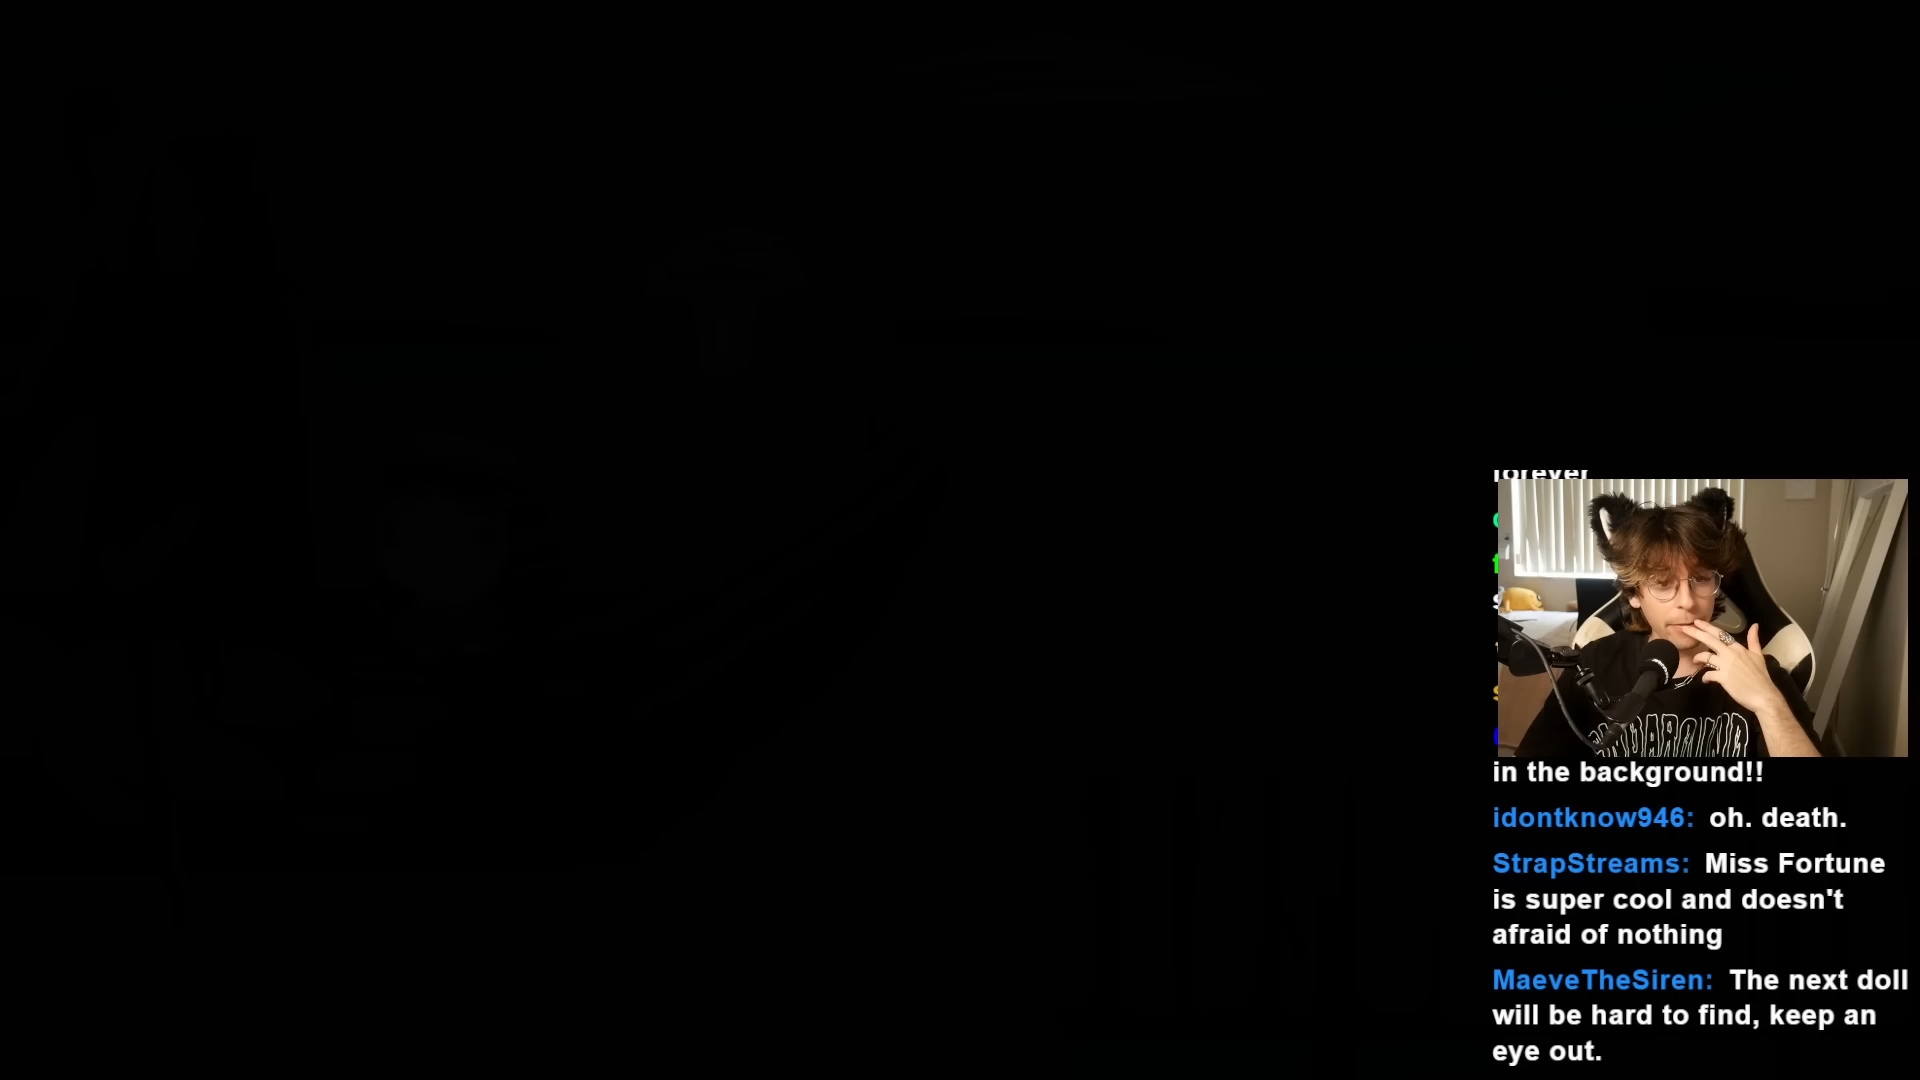 forever
in the background!!
idontknow946: oh. death.
StrapStreams: Miss Fortune
is super cool and doesn't
afraid of nothing
MaeveTheSiren: The next doll
will be hard to find, keep an
eye out.